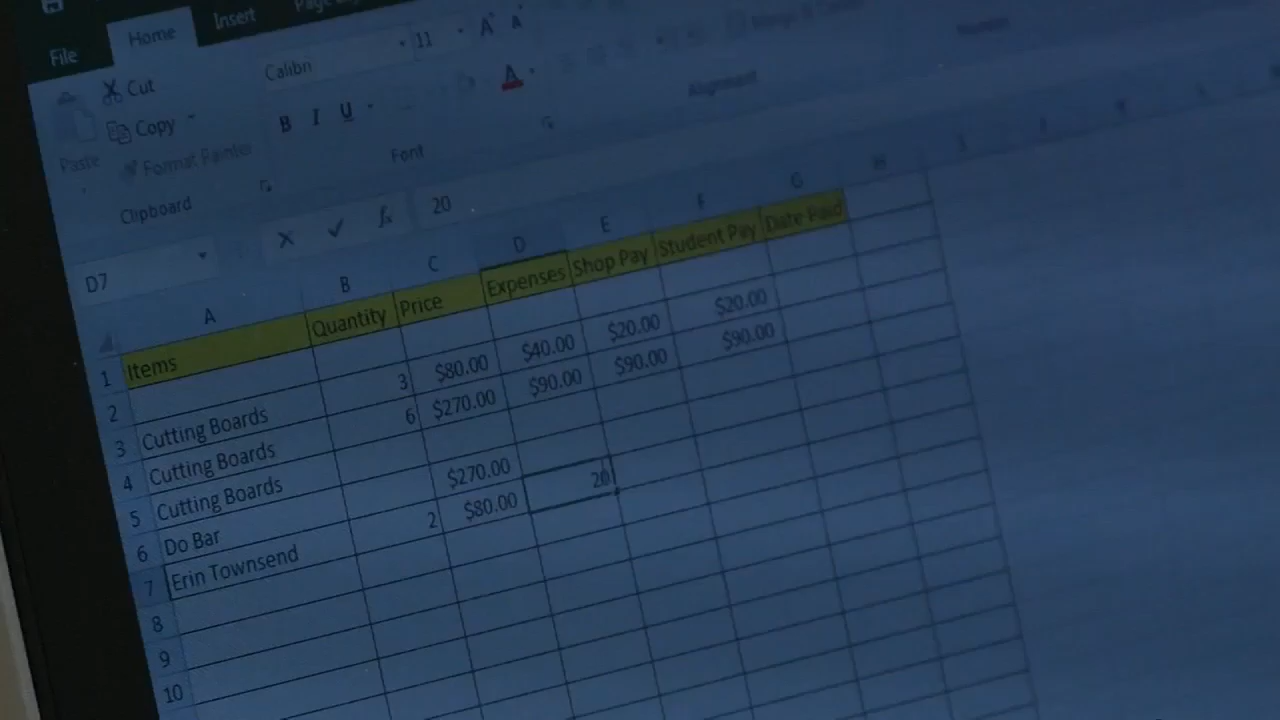 File Home Insert Page
Cut
Copy
Paste
Format Painter
Clipboard
Calibri 11 A A
B I U A
Font
Alignment
D7 20
A B C D E F G H
1 Items Quantity Price Expenses Shop Pay Student Pay Date Paid
2
3 Cutting Boards 3 $80.00 $40.00 $20.00 $20.00
4 Cutting Boards 6 $270.00 $90.00 $90.00 $90.00
5 Cutting Boards
6 Do Bar $270.00
7 Erin Townsend 2 $80.00 20
8
9
10